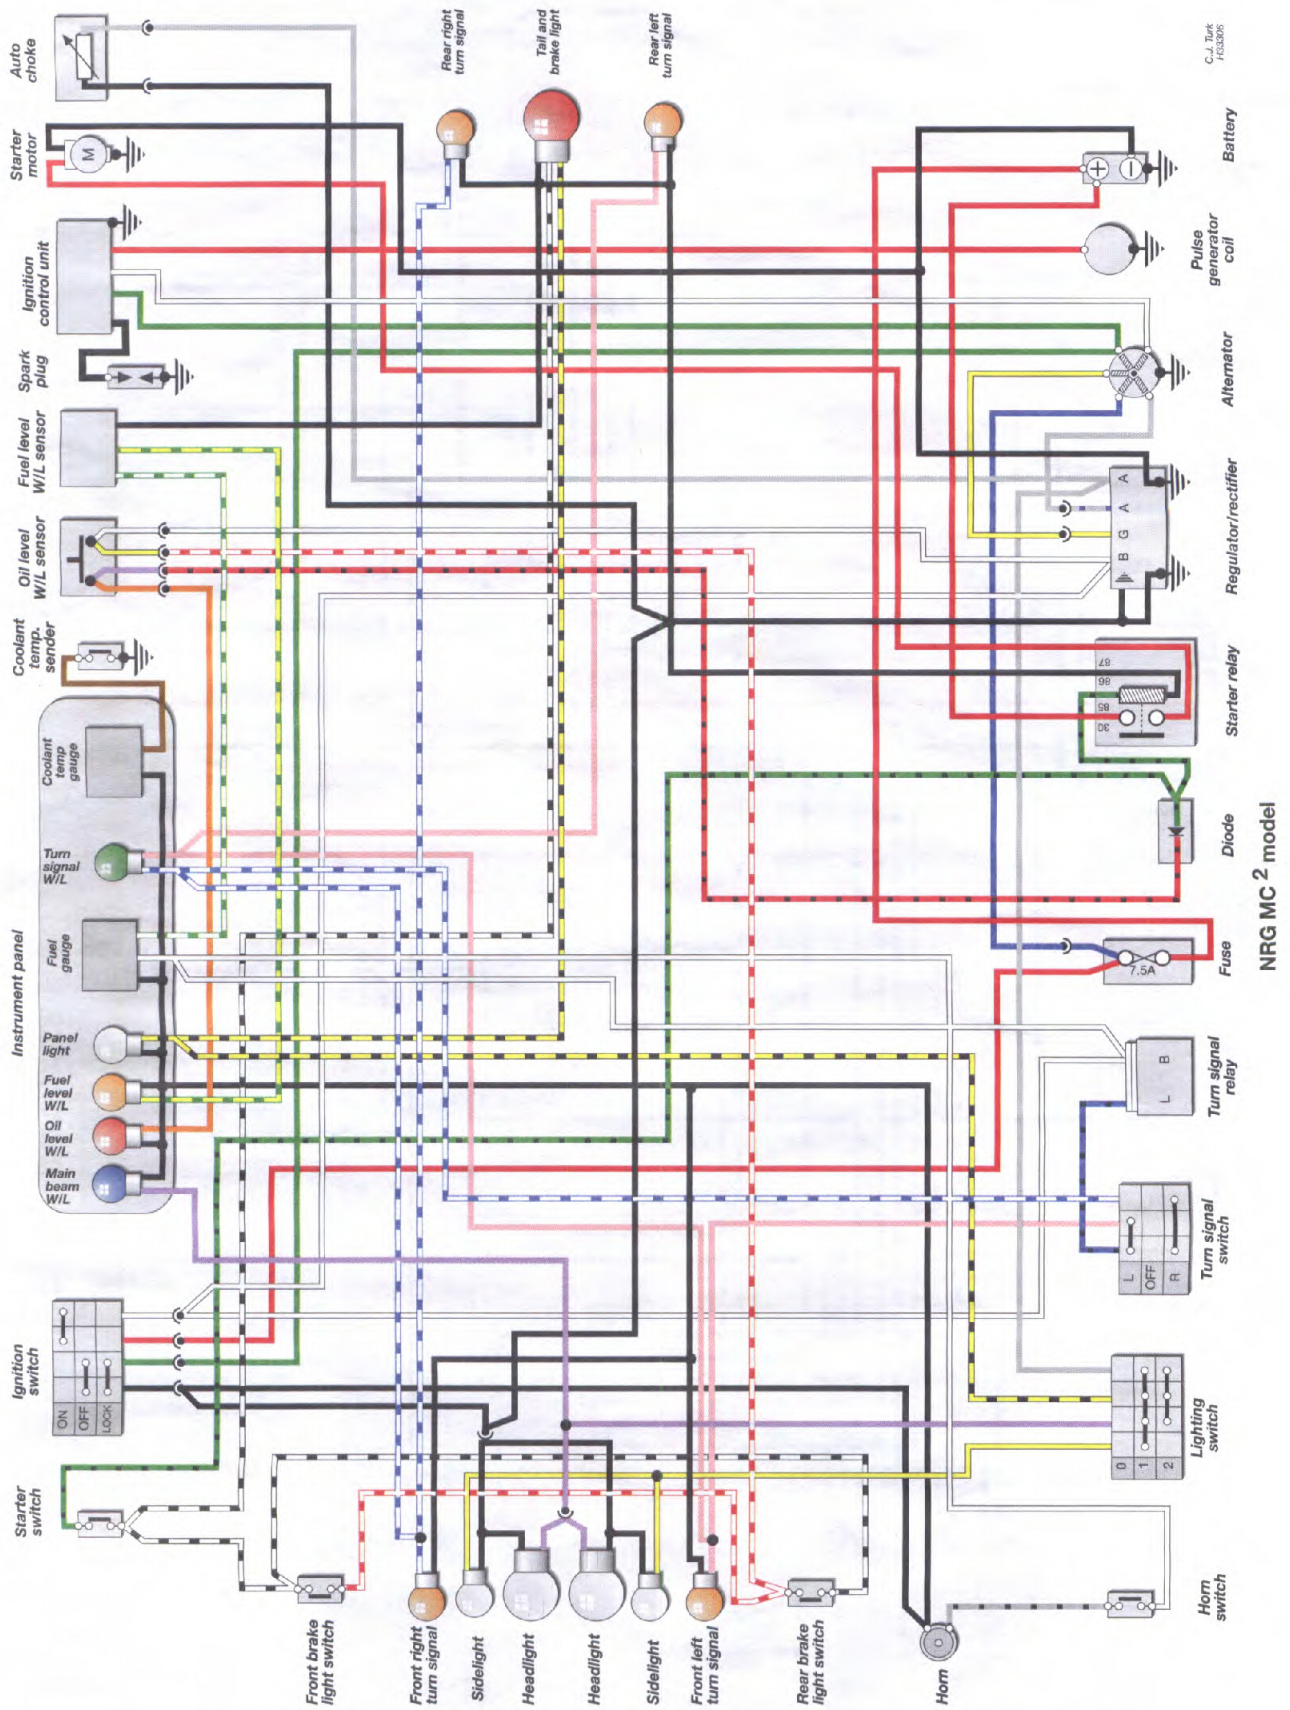 Auto
choke
Starter
motor
Ignition
control unit
Spark
plug
Fuel level
W/L sensor
Oil level
W/L sensor
Coolant
temp.
sender
Instrument panel
Coolant
temp
gauge
Turn
signal
W/L
Fuel
gauge
Panel
light
Fuel
level
W/L
Oil
level
W/L
Main
beam
W/L
Ignition
switch
ON
OFF
LOCK
Starter
switch
M
Rear right
turn signal
Tail and
brake light
Rear left
turn signal
Front brake
light switch
Front right
turn signal
Sidelight
Headlight
Headlight
Sidelight
Front left
turn signal
Rear brake
light switch
Horn
C.J. Turk
H33306
Battery
+
−
Pulse
generator
coil
Alternator
Regulator/rectifier
A
A
G
B
Starter relay
87
86
85
30
Diode
Fuse
7.5A
Turn signal
relay
B
L
Turn signal
switch
L
OFF
R
Lighting
switch
0
1
2
Horn
switch
NRG MC 2 model